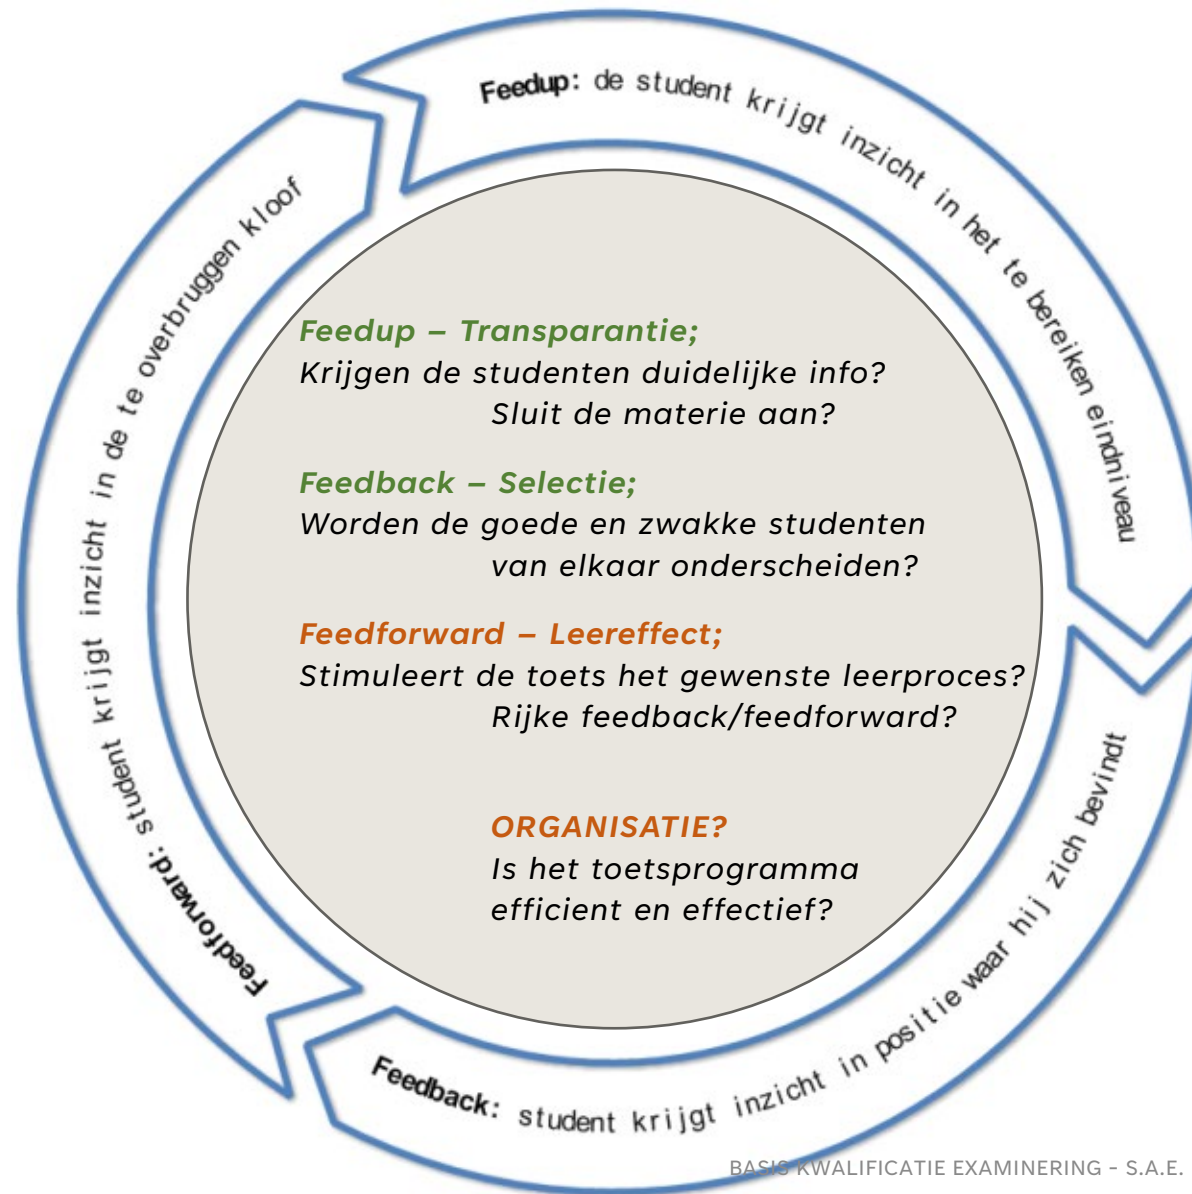 Feedup: de student krijgt inzicht in het te bereiken eindniveau
Feedback: student krijgt inzicht in positie waar hij zich bevindt
Feedforward: student krijgt inzicht in de te overbruggen kloof
Feedup – Transparantie;
Krijgen de studenten duidelijke info?
Sluit de materie aan?
Feedback – Selectie;
Worden de goede en zwakke studenten
van elkaar onderscheiden?
Feedforward – Leereffect;
Stimuleert de toets het gewenste leerproces?
Rijke feedback/feedforward?
ORGANISATIE?
Is het toetsprogramma
efficient en effectief?
BASIS KWALIFICATIE EXAMINERING - S.A.E.